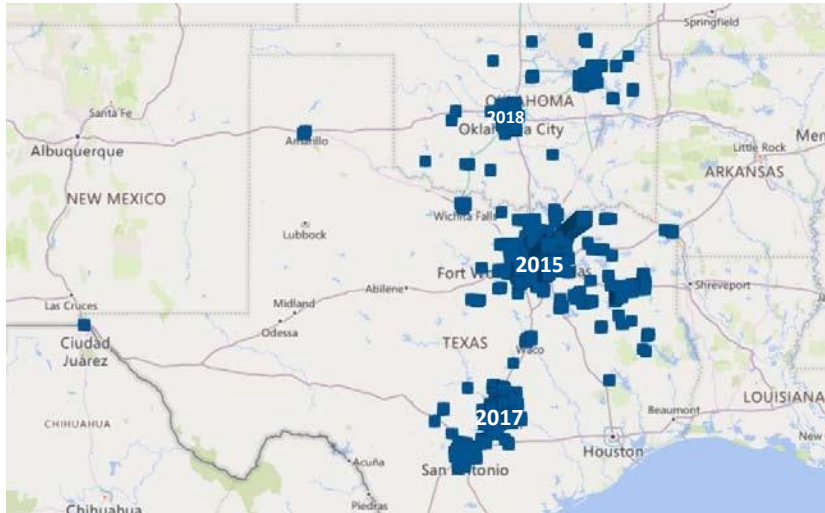 Springfield
Santa Fe
Albuquerque
NEW MEXICO
Amarillo
OKLAHOMA
2018
Oklahoma City
Little Rock
ARKANSAS
Wichita Falls
Lubbock
2015
Fort
Abilene
Shreveport
Las Cruces
Midland
Odessa
Ciudad
Juárez
TEXAS
Waco
LOUISIANA
2017
CHIHUAHUA
Beaumont
New
Houston
San Antonio
Acuña
Piedras
Chihuahua